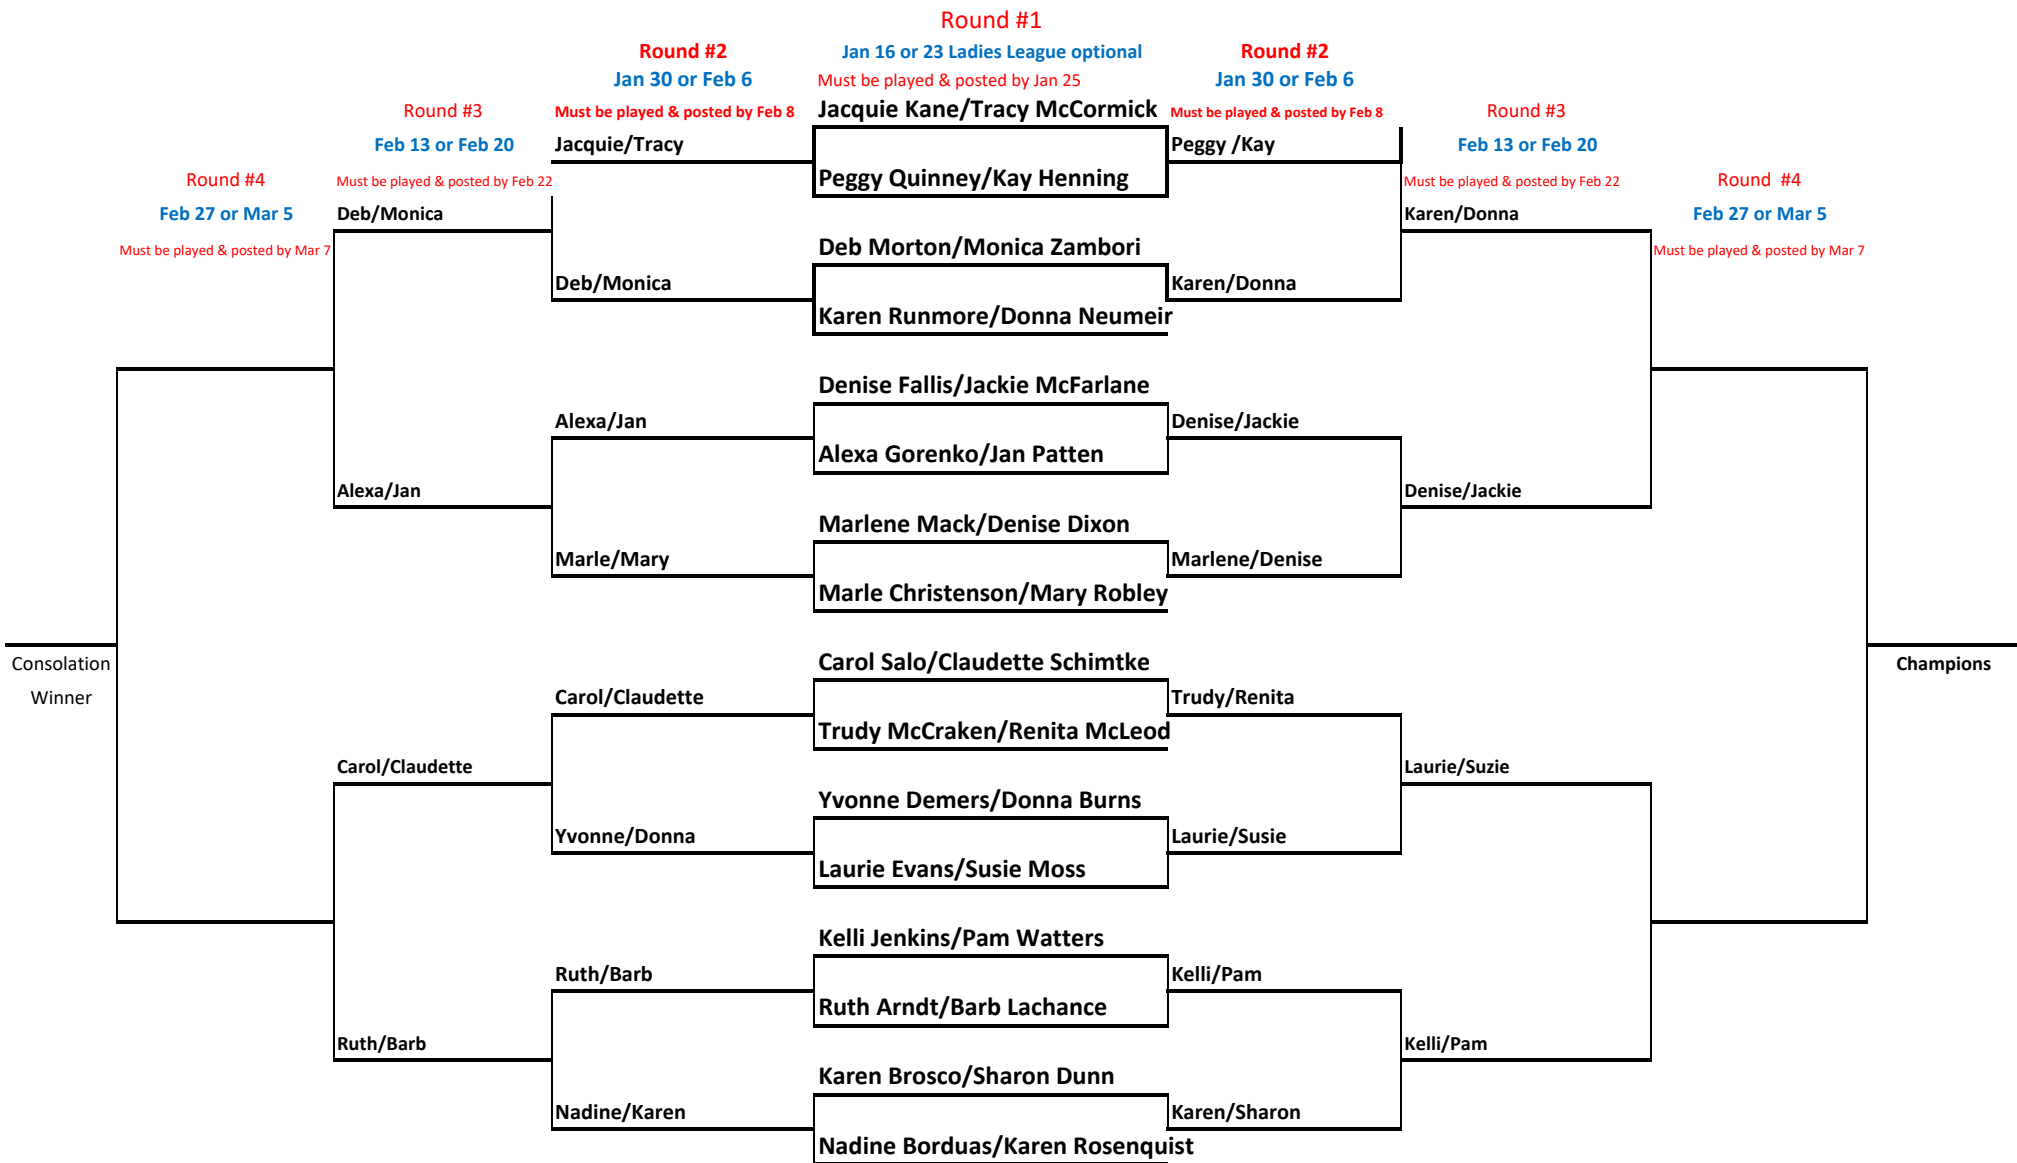 Round #1
Round #2 Jan 16 or 23 Ladies League optional Round #2
Jan 30 or Feb 6 Must be played & posted by Jan 25 Jan 30 or Feb 6
Round #3 Must be played & posted by Feb 8 Jacquie Kane/Tracy McCormick Must be played & posted by Feb 8 Round #3
Feb 13 or Feb 20 Jacquie/Tracy Peggy /Kay Feb 13 or Feb 20
Round #4 Must be played & posted by Feb 22 Peggy Quinney/Kay Henning Must be played & posted by Feb 22 Round #4
Feb 27 or Mar 5 Deb/Monica Karen/Donna Feb 27 or Mar 5
Must be played & posted by Mar 7 Deb Morton/Monica Zambori Must be played & posted by Mar 7
Deb/Monica Karen/Donna
Karen Runmore/Donna Neumeir
Denise Fallis/Jackie McFarlane
Alexa/Jan Denise/Jackie
Alexa Gorenko/Jan Patten
Alexa/Jan Denise/Jackie
Marlene Mack/Denise Dixon
Marle/Mary Marlene/Denise
Marle Christenson/Mary Robley
Consolation Carol Salo/Claudette Schimtke Champions
Winner Carol/Claudette Trudy/Renita
Trudy McCraken/Renita McLeod
Carol/Claudette Laurie/Suzie
Yvonne Demers/Donna Burns
Yvonne/Donna Laurie/Susie
Laurie Evans/Susie Moss
Kelli Jenkins/Pam Watters
Ruth/Barb Kelli/Pam
Ruth Arndt/Barb Lachance
Ruth/Barb Kelli/Pam
Karen Brosco/Sharon Dunn
Nadine/Karen Karen/Sharon
Nadine Borduas/Karen Rosenquist